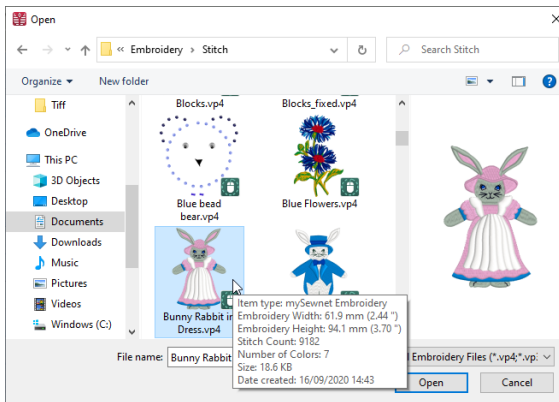 Open
« Embroidery › Stitch
Search Stitch
Organize
New folder
Tiff
OneDrive
This PC
3D Objects
Desktop
Documents
Downloads
Music
Pictures
Videos
Windows (C:)
Blocks.vp4
Blocks_fixed.vp4
Blue bead
bear.vp4
Blue Flowers.vp4
Bunny Rabbit in
Dress.vp4
Item type: mySewnet Embroidery
Embroidery Width: 61.9 mm (2.44 ")
Embroidery Height: 94.1 mm (3.70 ")
Stitch Count: 9182
Number of Colors: 7
Size: 18.6 KB
Date created: 16/09/2020 14:43
File name:
Bunny Rabbit
Embroidery Files (*.vp4;*.vp3
Open
Cancel